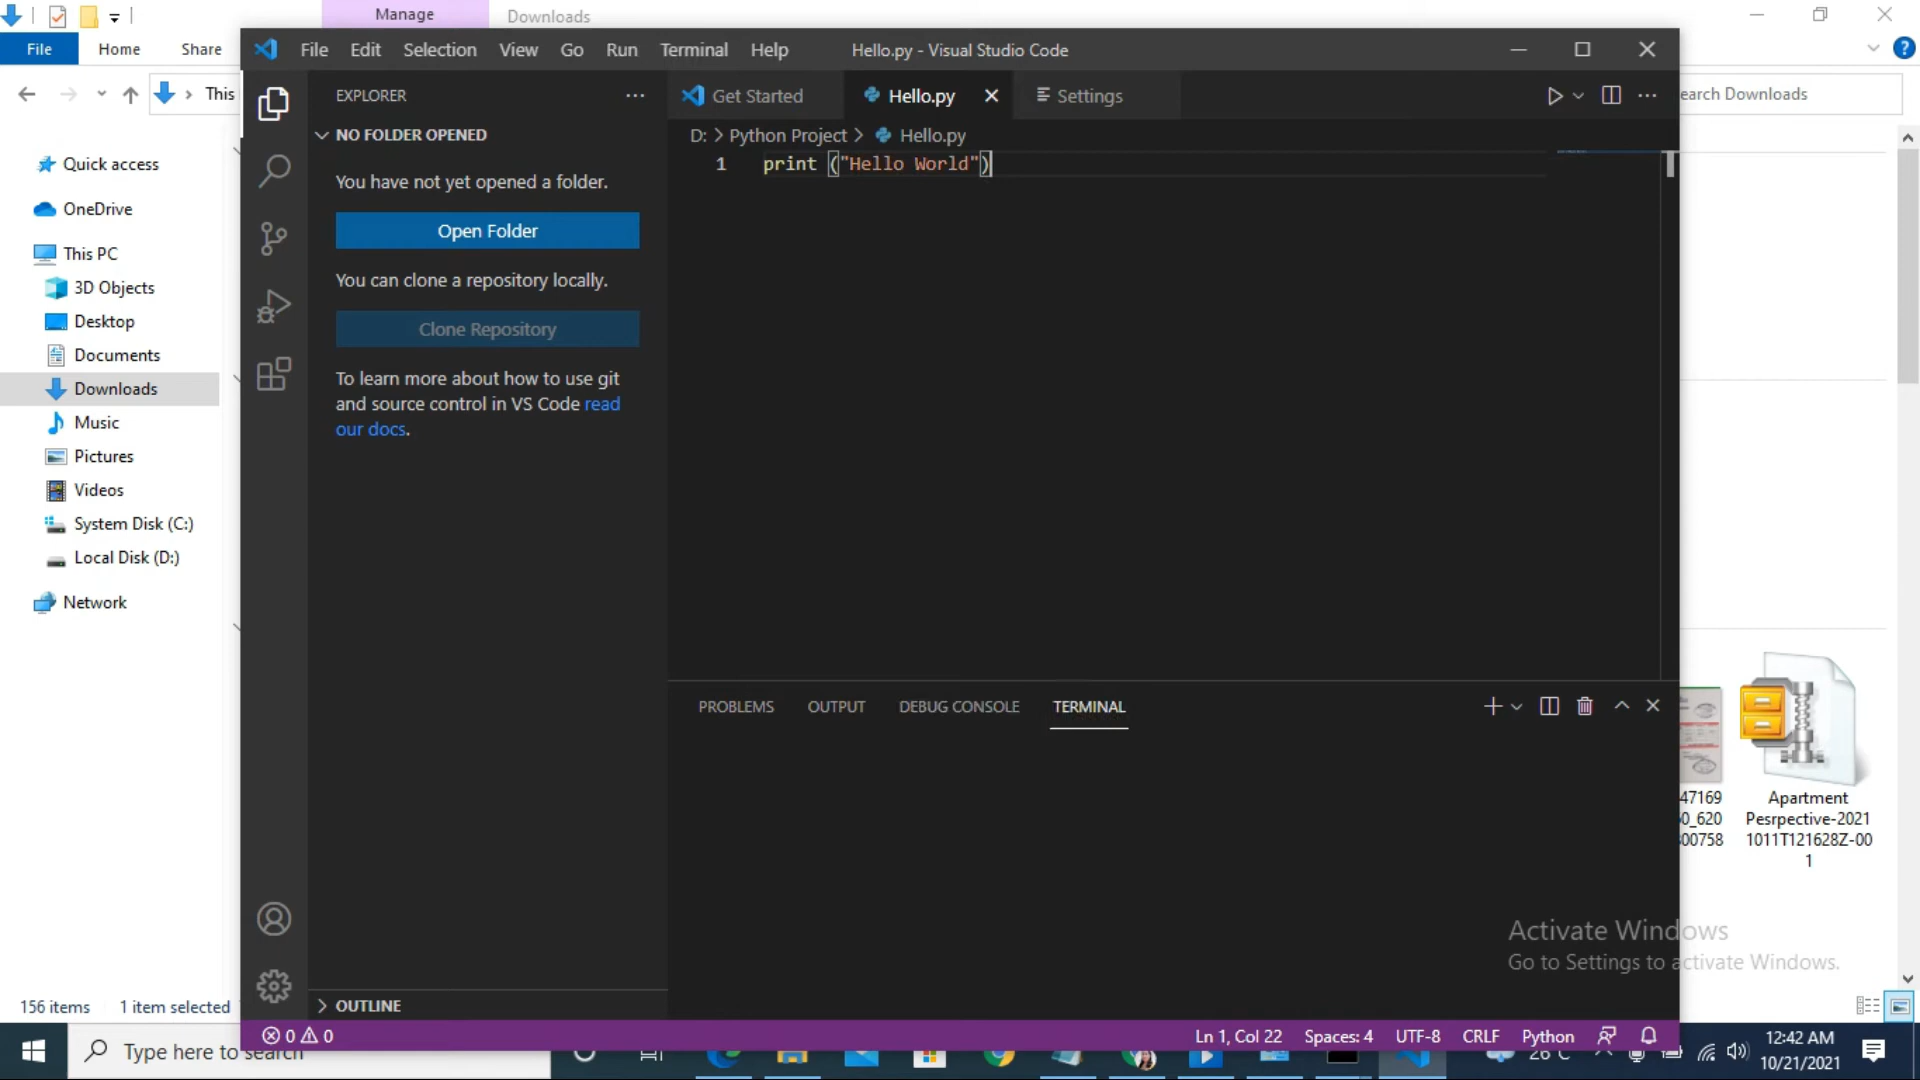 Manage
Downloads
File
Home
Share
This
earch Downloads
Quick access
OneDrive
This PC
3D Objects
Desktop
Documents
Downloads
Music
Pictures
Videos
System Disk (C:)
Local Disk (D:)
Network
156 items
1 item selected
File Edit Selection View Go Run Terminal Help
Hello.py - Visual Studio Code
EXPLORER
NO FOLDER OPENED
You have not yet opened a folder.
Open Folder
You can clone a repository locally.
Clone Repository
To learn more about how to use git
and source control in VS Code read
our docs.
OUTLINE
Get Started
Hello.py
Settings
D: > Python Project > Hello.py
1 print ("Hello World")
PROBLEMS
OUTPUT
DEBUG CONSOLE
TERMINAL
0 0
Ln 1, Col 22
Spaces: 4
UTF-8
CRLF
Python
47169
0_620
00758
Apartment
Pesrpective-2021
1011T121628Z-00
1
Activate Windows
Go to Settings to activate Windows.
Type here to search
26°C
12:42 AM
10/21/2021